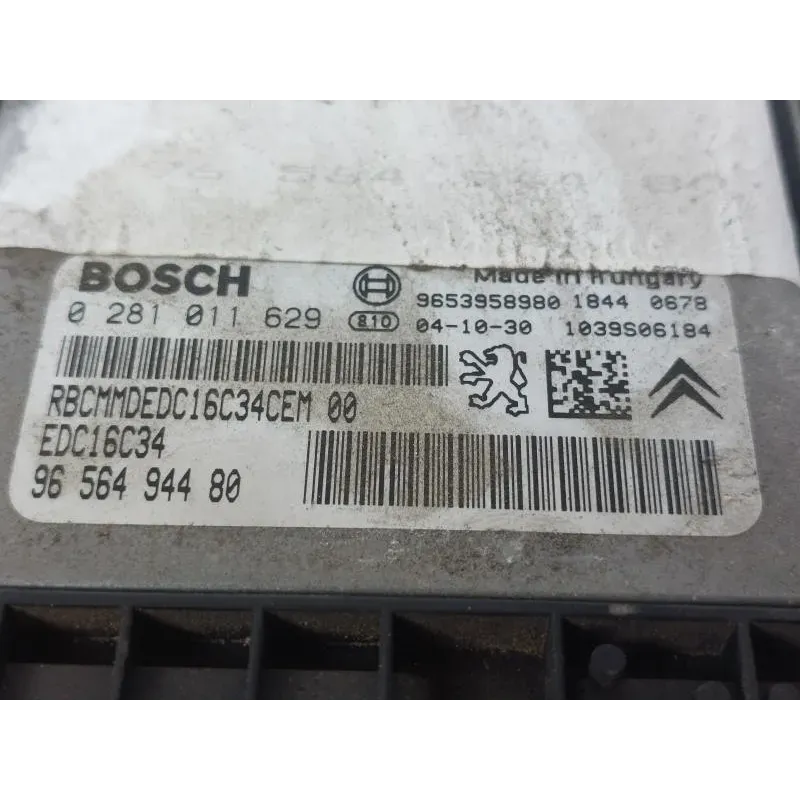 BOSCH
Made in Hungary
0 281 011 629
9653958980 1844 0678
810 04-10-30 1039S06184
RBCMMDEDC16C34CEM 00
EDC16C34
96 564 944 80